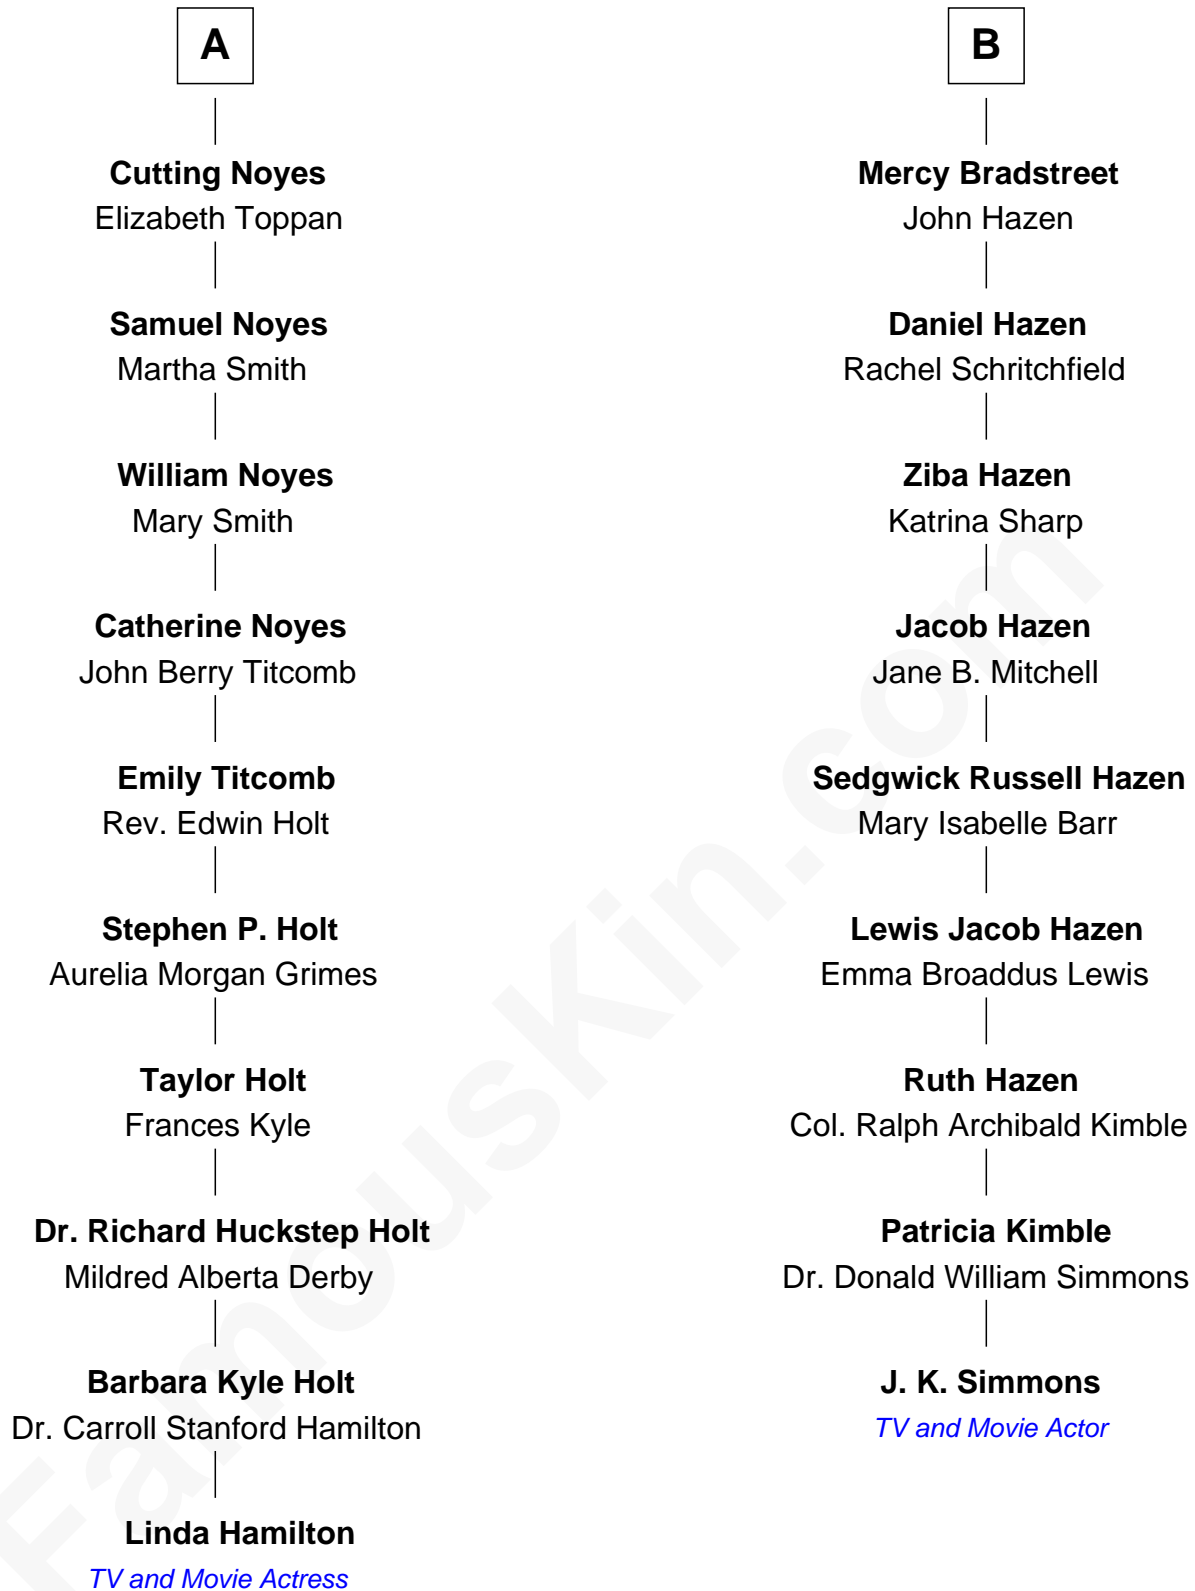 A
Cutting Noyes
Elizabeth Toppan
Samuel Noyes
Martha Smith
William Noyes
Mary Smith
Catherine Noyes
John Berry Titcomb
Emily Titcomb
Rev. Edwin Holt
Stephen P. Holt
Aurelia Morgan Grimes
Taylor Holt
Frances Kyle
Dr. Richard Huckstep Holt
Mildred Alberta Derby
Barbara Kyle Holt
Dr. Carroll Stanford Hamilton
Linda Hamilton
TV and Movie Actress
B
Mercy Bradstreet
John Hazen
Daniel Hazen
Rachel Schritchfield
Ziba Hazen
Katrina Sharp
Jacob Hazen
Jane B. Mitchell
Sedgwick Russell Hazen
Mary Isabelle Barr
Lewis Jacob Hazen
Emma Broaddus Lewis
Ruth Hazen
Col. Ralph Archibald Kimble
Patricia Kimble
Dr. Donald William Simmons
J. K. Simmons
TV and Movie Actor
FamousKin.com